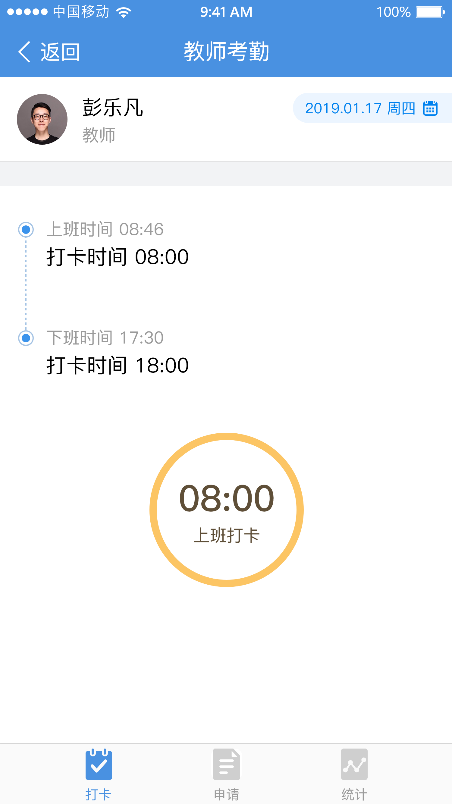 中国移动 9:41 AM 100%
返回 教师考勤
彭乐凡
教师
2019.01.17 周四
上班时间 08:46
打卡时间 08:00
下班时间 17:30
打卡时间 18:00
08:00
上班打卡
打卡 申请 统计